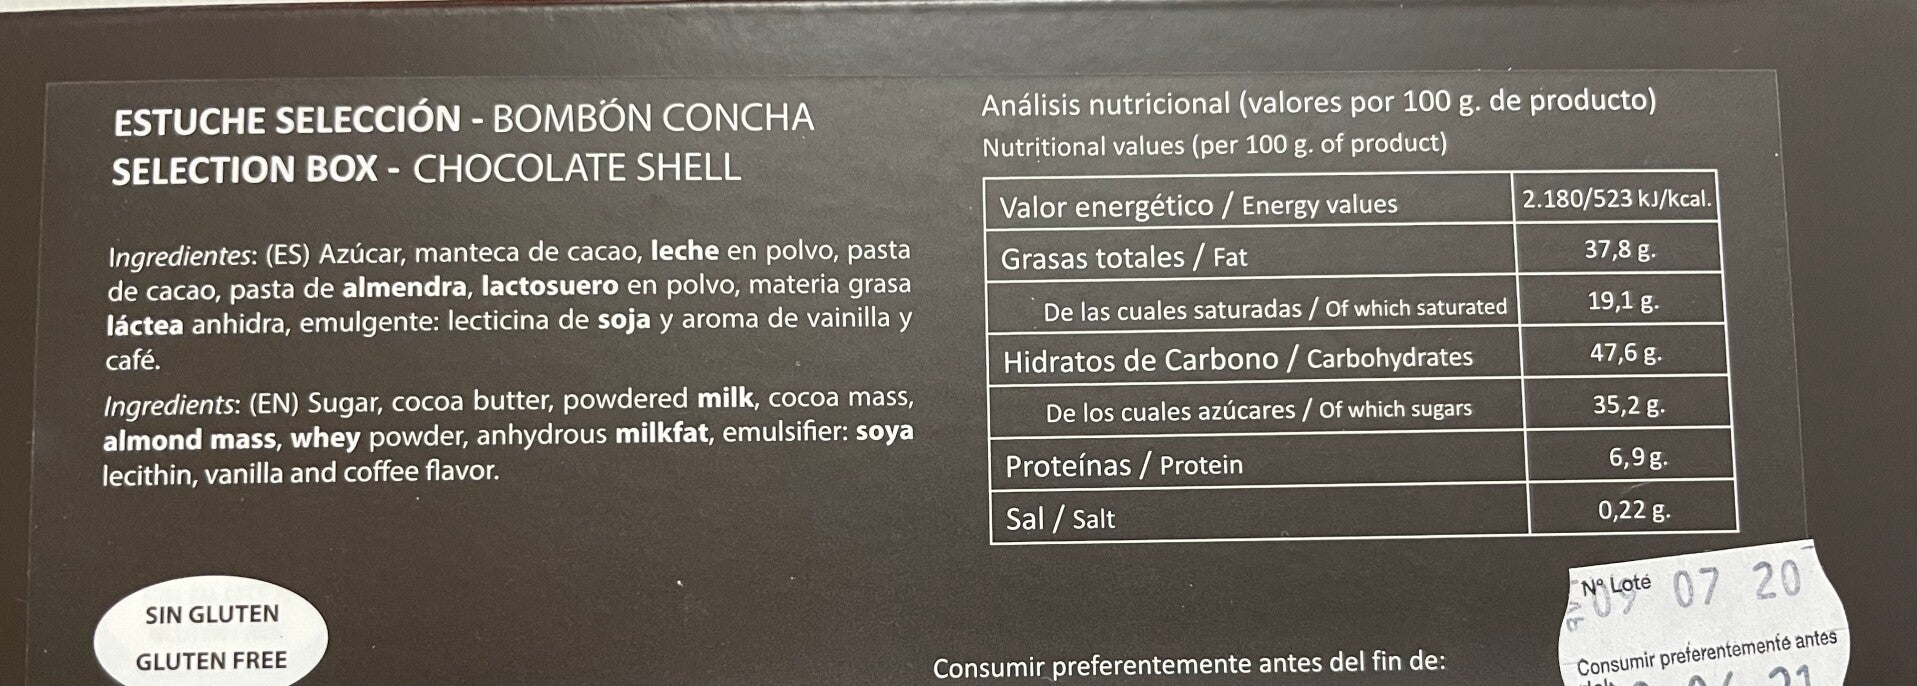 ESTUCHE SELECCIÓN - BOMBÓN CONCHA
SELECTION BOX - CHOCOLATE SHELL
Ingredientes: (ES) Azúcar, manteca de cacao, leche en polvo, pasta
de cacao, pasta de almendra, lactosuero en polvo, materia grasa
láctea anhidra, emulgente: lecticina de soja y aroma de vainilla y
café.
Ingredients: (EN) Sugar, cocoa butter, powdered milk, cocoa mass,
almond mass, whey powder, anhydrous milkfat, emulsifier: soya
lecithin, vanilla and coffee flavor.
SIN GLUTEN
GLUTEN FREE
Análisis nutricional (valores por 100 g. de producto)
Nutritional values (per 100 g. of product)
Valor energético / Energy values 2.180/523 kJ/kcal.
Grasas totales / Fat 37,8 g.
De las cuales saturadas / Of which saturated 19,1 g.
Hidratos de Carbono / Carbohydrates 47,6 g.
De los cuales azúcares / Of which sugars 35,2 g.
Proteínas / Protein 6,9 g.
Sal / Salt 0,22 g.
Consumir preferentemente antes del fin de:
Nº Lote
09 07 20
Consumir preferentemente antes